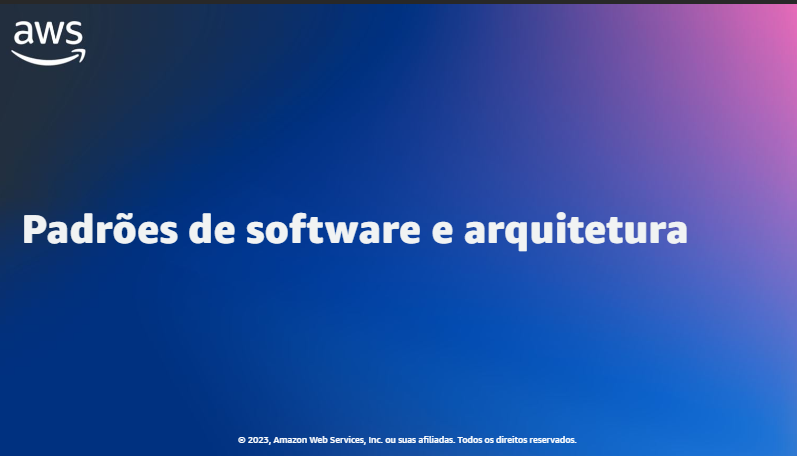 aws
Padrões de software e arquitetura
© 2023, Amazon Web Services, Inc. ou suas afiliadas. Todos os direitos reservados.